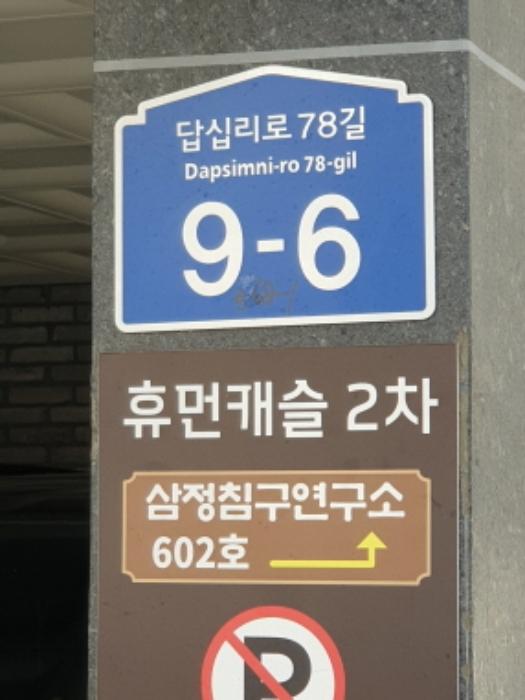 답십리로 78길
Dapsimni-ro 78-gil
9-6
휴먼캐슬 2차
삼정침구연구소
602호
P